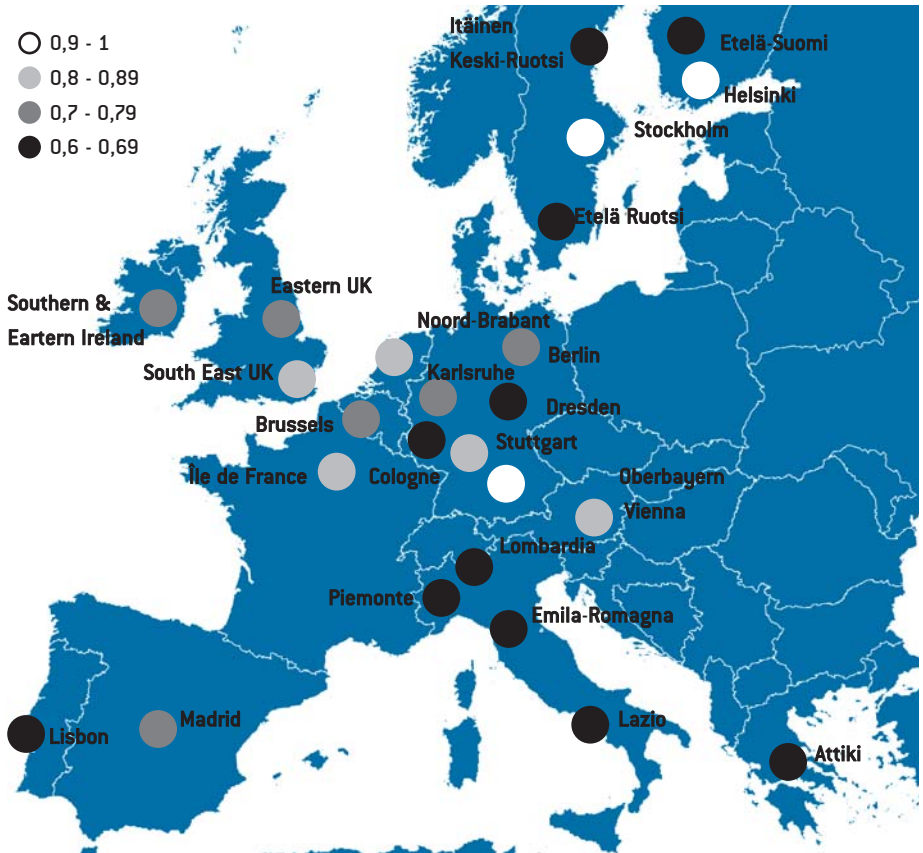 0,9 - 1
0,8 - 0,89
0,7 - 0,79
0,6 - 0,69
Itäinen
Keski-Ruotsi
Etelä-Suomi
Helsinki
Stockholm
Etelä Ruotsi
Eastern UK
Southern &
Eartern Ireland
Noord-Brabant
Berlin
South East UK
Karlsruhe
Dresden
Brussels
Stuttgart
Île de France
Cologne
Oberbayern
Vienna
Lombardia
Piemonte
Emila-Romagna
Madrid
Lisbon
Lazio
Attiki